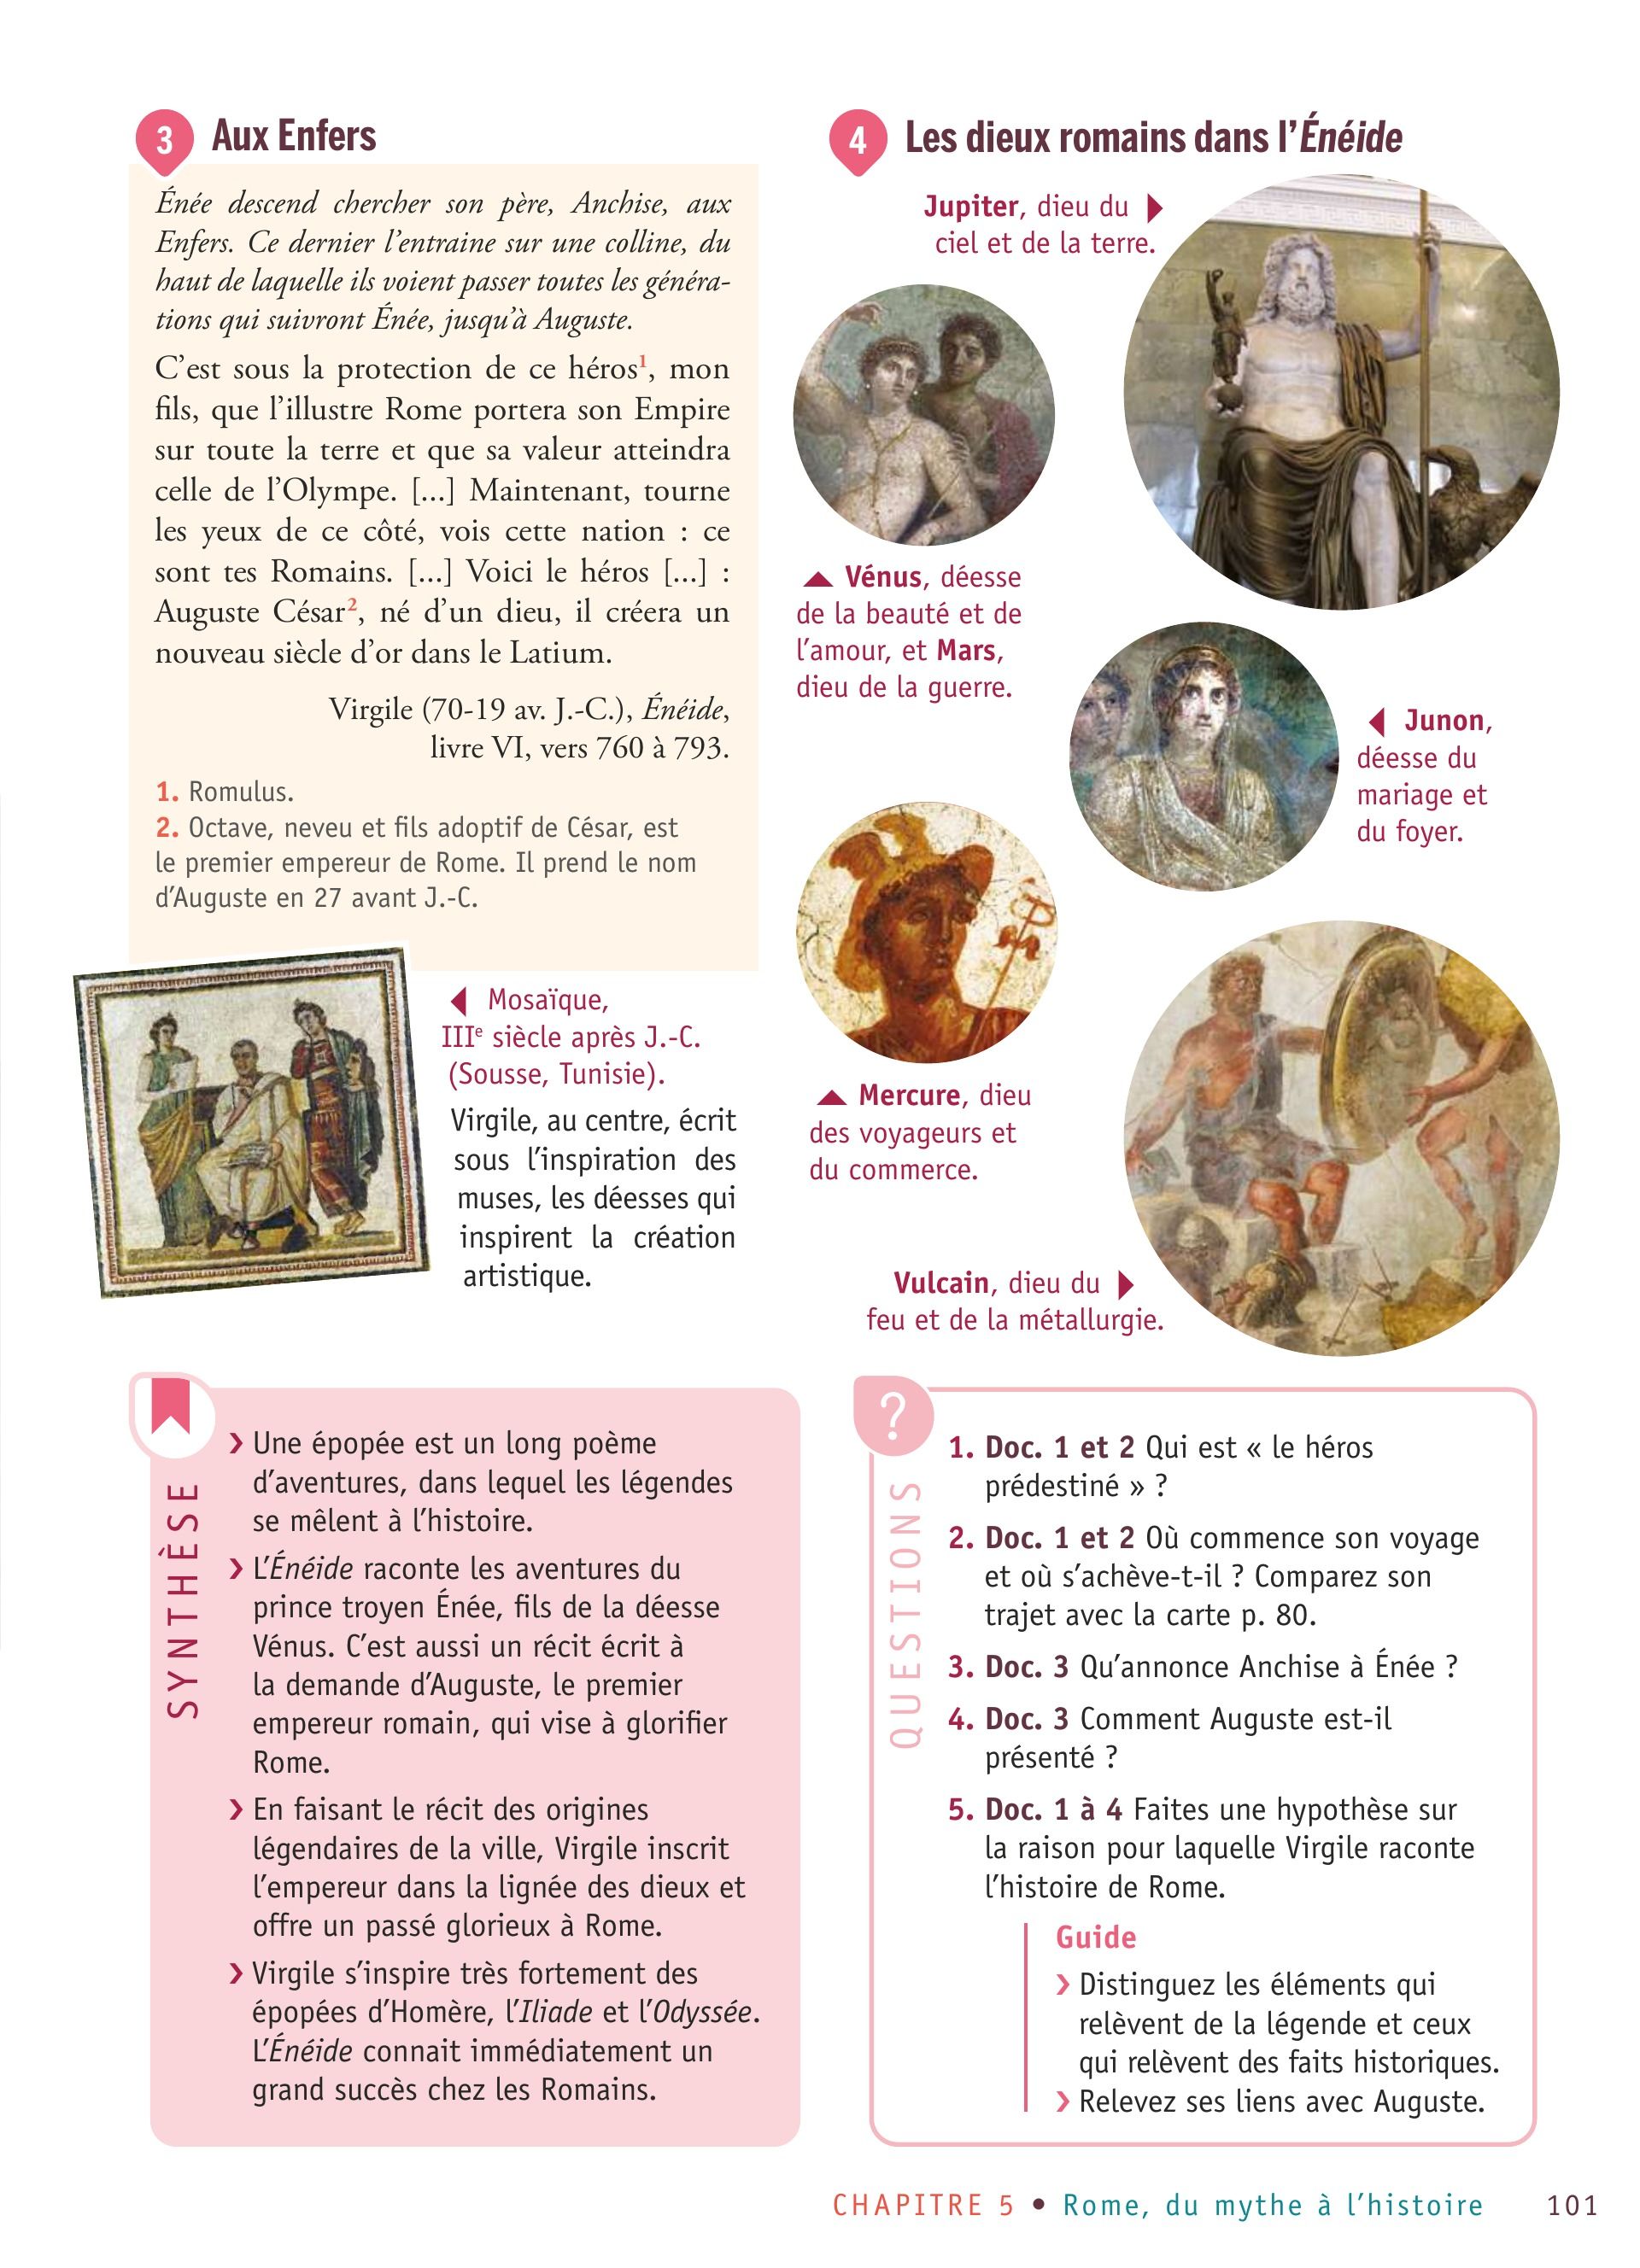 3 Aux Enfers
Énée descend chercher son père, Anchise, aux
Enfers. Ce dernier l'entraine sur une colline, du
haut de laquelle ils voient passer toutes les généra-
tions qui suivront Énée, jusqu'à Auguste.
C'est sous la protection de ce héros¹, mon
fils, que l'illustre Rome portera son Empire
sur toute la terre et que sa valeur atteindra
celle de l'Olympe. [...] Maintenant, tourne
les yeux de ce côté, vois cette nation : ce
sont tes Romains. [...] Voici le héros [...] :
Auguste César², né d'un dieu, il créera un
nouveau siècle d'or dans le Latium.
Virgile (70-19 av. J.-C.), Énéide,
livre VI, vers 760 à 793.
1. Romulus.
2. Octave, neveu et fils adoptif de César, est
le premier empereur de Rome. Il prend le nom
d'Auguste en 27 avant J.-C.
Mosaïque,
IIIe siècle après J.-C.
(Sousse, Tunisie).
Virgile, au centre, écrit
sous l'inspiration des
muses, les déesses qui
inspirent la création
artistique.
4 Les dieux romains dans l'Énéide
Jupiter, dieu du
ciel et de la terre.
Vénus, déesse
de la beauté et de
l'amour, et Mars,
dieu de la guerre.
Junon,
déesse du
mariage et
du foyer.
Mercure, dieu
des voyageurs et
du commerce.
Vulcain, dieu du
feu et de la métallurgie.
SYNTHÈSE
› Une épopée est un long poème
d'aventures, dans lequel les légendes
se mêlent à l'histoire.
› L'Énéide raconte les aventures du
prince troyen Énée, fils de la déesse
Vénus. C'est aussi un récit écrit à
la demande d'Auguste, le premier
empereur romain, qui vise à glorifier
Rome.
› En faisant le récit des origines
légendaires de la ville, Virgile inscrit
l'empereur dans la lignée des dieux et
offre un passé glorieux à Rome.
› Virgile s'inspire très fortement des
épopées d'Homère, l'Iliade et l'Odyssée.
L'Énéide connait immédiatement un
grand succès chez les Romains.
?
QUESTIONS
1. Doc. 1 et 2 Qui est « le héros
prédestiné » ?
2. Doc. 1 et 2 Où commence son voyage
et où s'achève-t-il ? Comparez son
trajet avec la carte p. 80.
3. Doc. 3 Qu'annonce Anchise à Énée ?
4. Doc. 3 Comment Auguste est-il
présenté ?
5. Doc. 1 à 4 Faites une hypothèse sur
la raison pour laquelle Virgile raconte
l'histoire de Rome.
Guide
› Distinguez les éléments qui
relèvent de la légende et ceux
qui relèvent des faits historiques.
› Relevez ses liens avec Auguste.
CHAPITRE 5 • Rome, du mythe à l'histoire 101